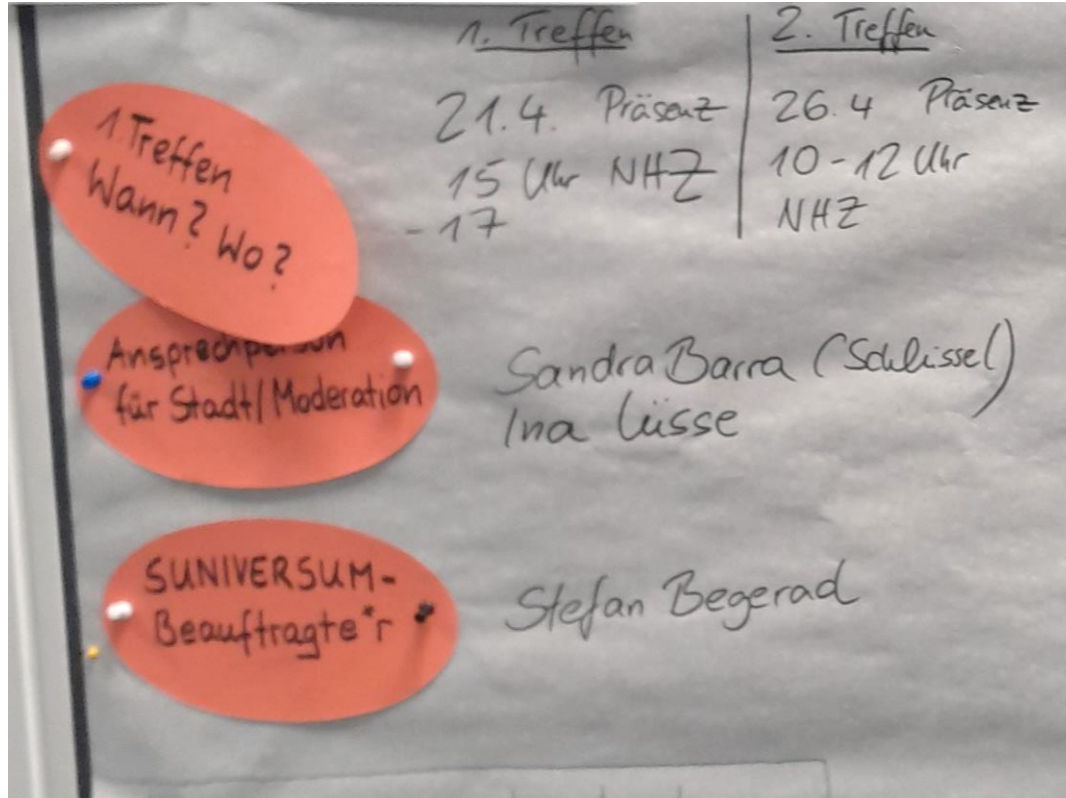 1. Treffen
21.4. Präsenz
15 Uhr NHZ
- 17
2. Treffen
26.4 Präsenz
10-12 Uhr
NHZ
1 Treffen
Wann? Wo?
Ansprechperson
für Stadt/Moderation
Sandra Barra (Schlüssel)
Ina Lüsse
SUNIVERSUM-
Beauftragte*r
Stefan Begerad